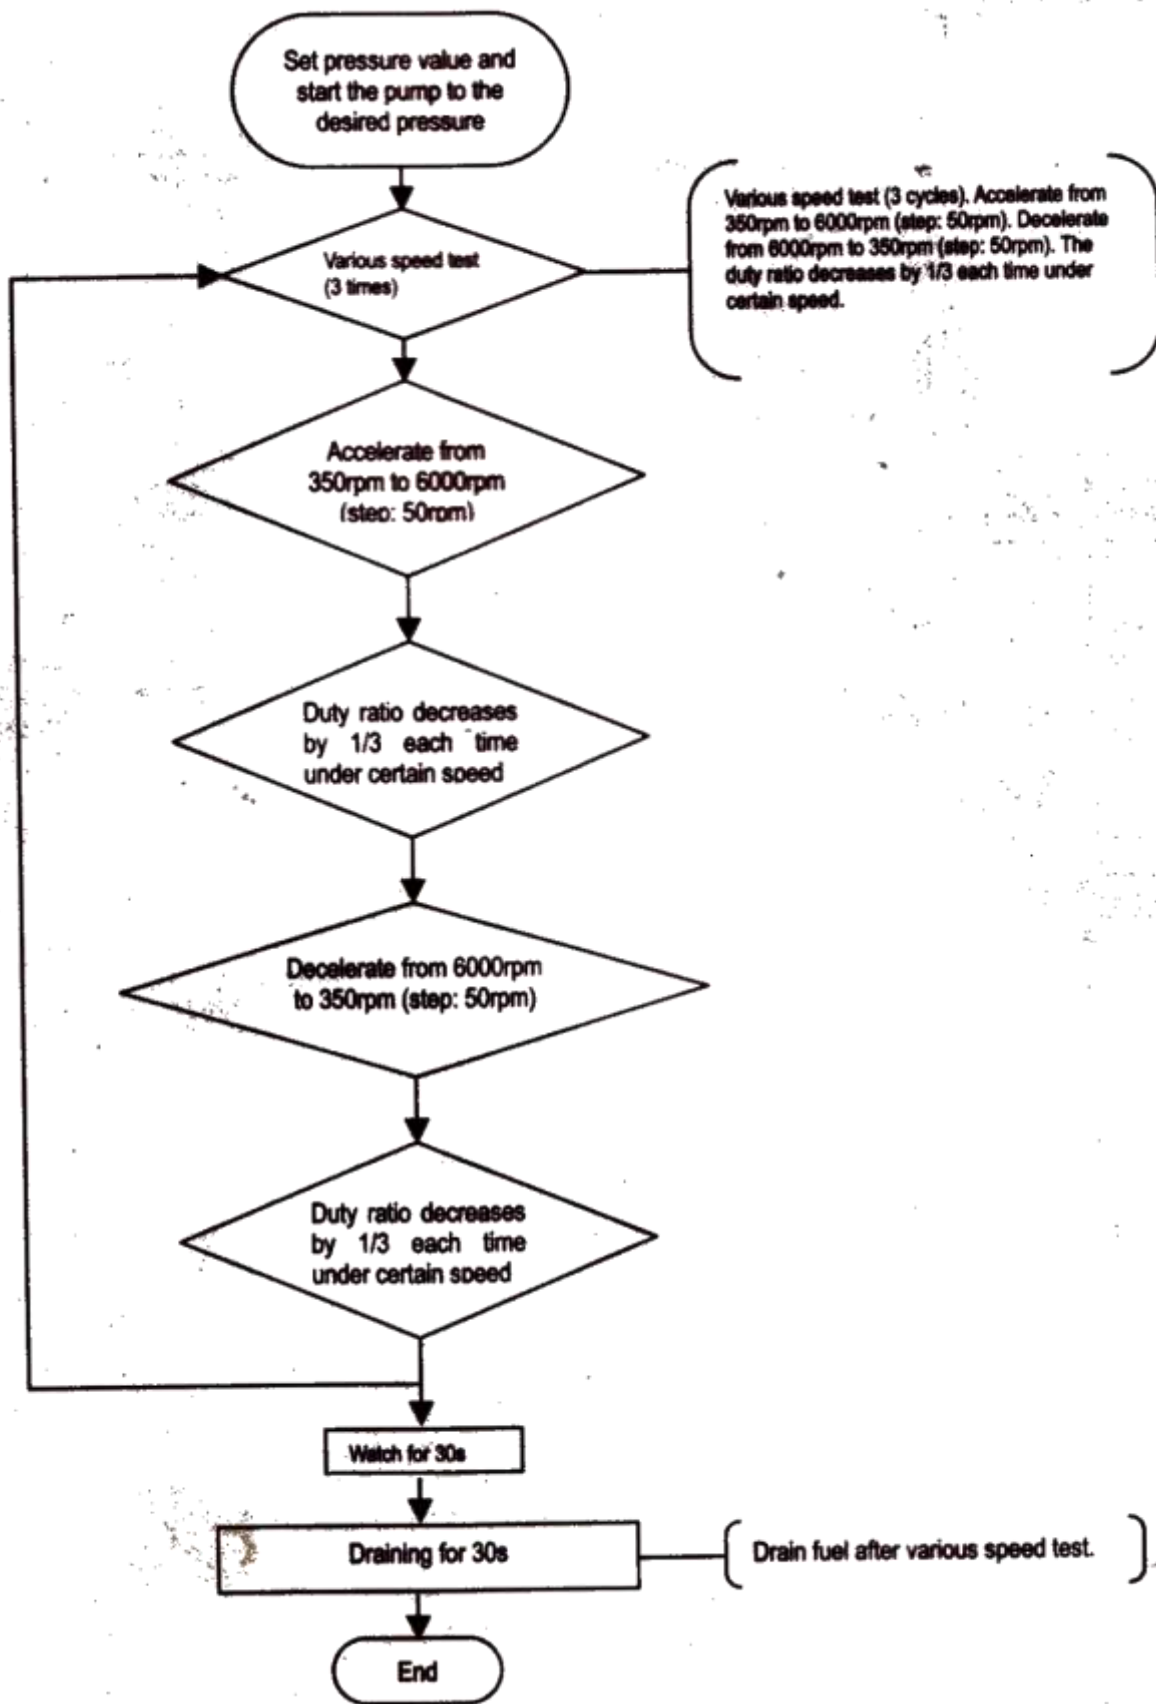 Set pressure value and
start the pump to the
desired pressure
Various speed test
(3 times)
Various speed test (3 cycles). Accelerate from
350rpm to 6000rpm (step: 50rpm). Decelerate
from 6000rpm to 350rpm (step: 50rpm). The
duty ratio decreases by 1/3 each time under
certain speed.
Accelerate from
350rpm to 6000rpm
(step: 50rpm)
Duty ratio decreases
by 1/3 each time
under certain speed
Decelerate from 6000rpm
to 350rpm (step: 50rpm)
Duty ratio decreases
by 1/3 each time
under certain speed
Watch for 30s
Draining for 30s
Drain fuel after various speed test.
End